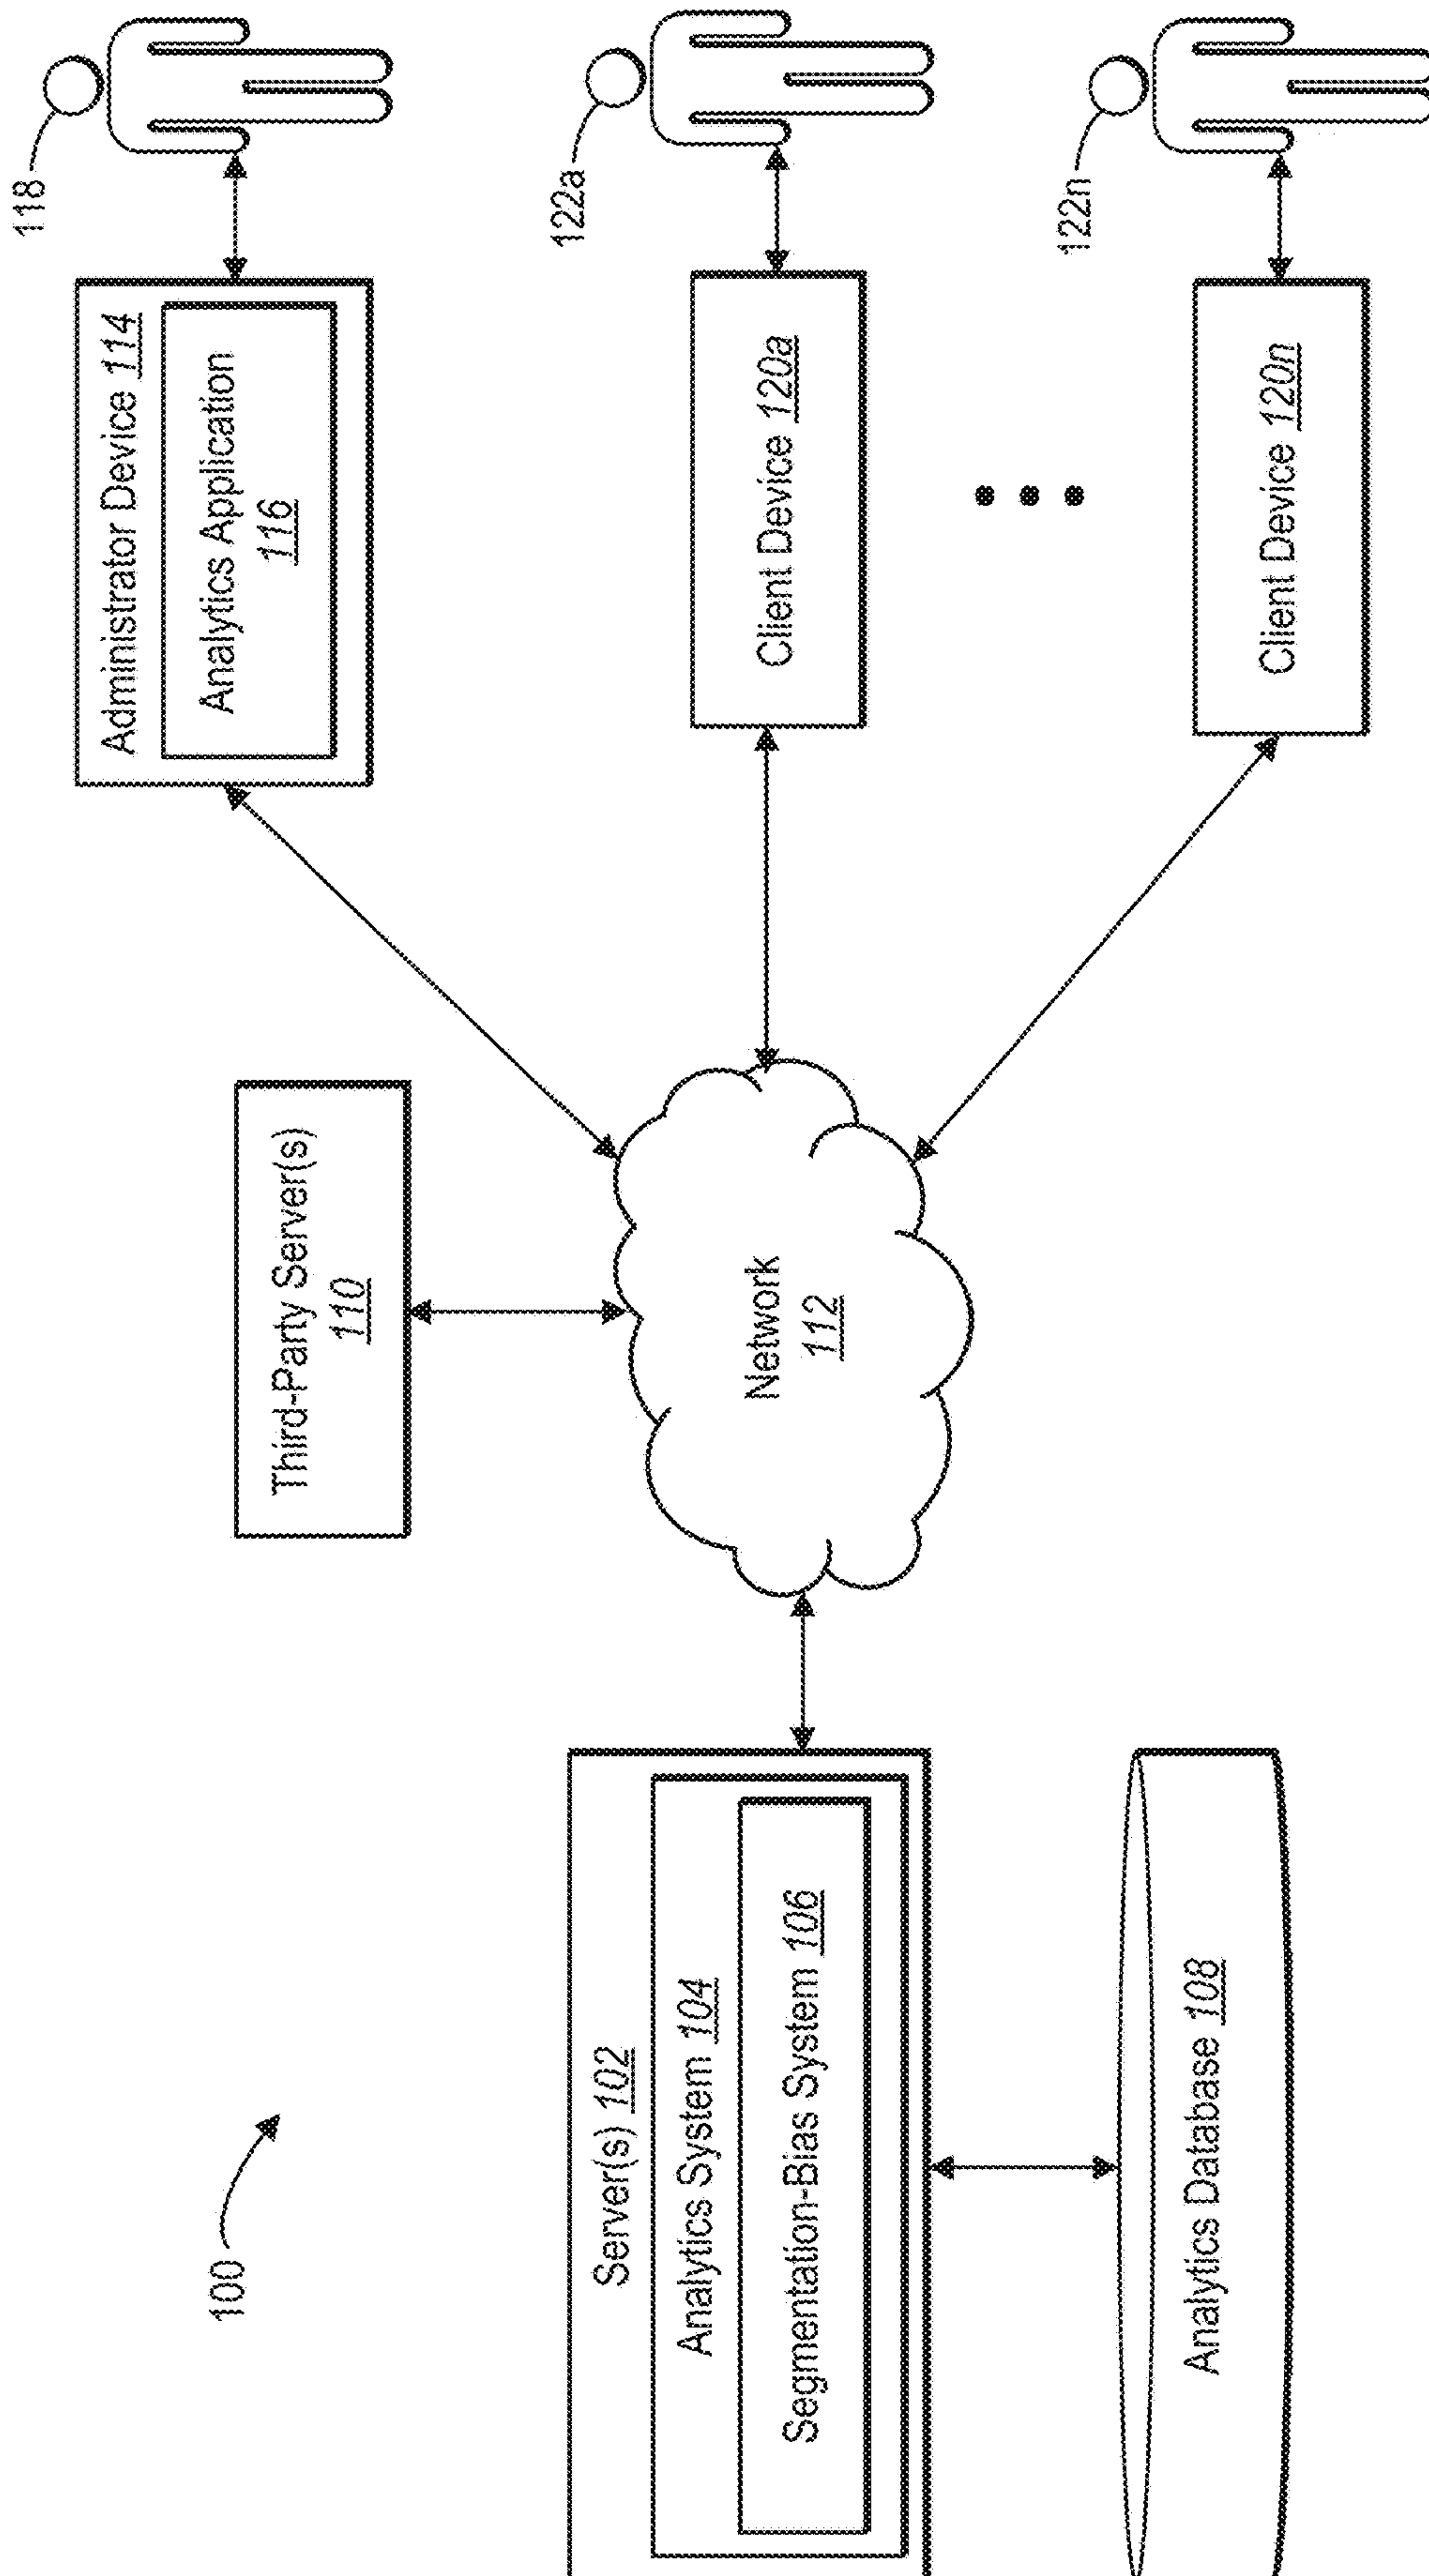 100
Server(s) 102
Analytics System 104
Segmentation-Bias System 106
Analytics Database 108
Third-Party Server(s)
110
Network
112
Administrator Device 114
Analytics Application
116
118
Client Device 120a
122a
Client Device 120n
122n